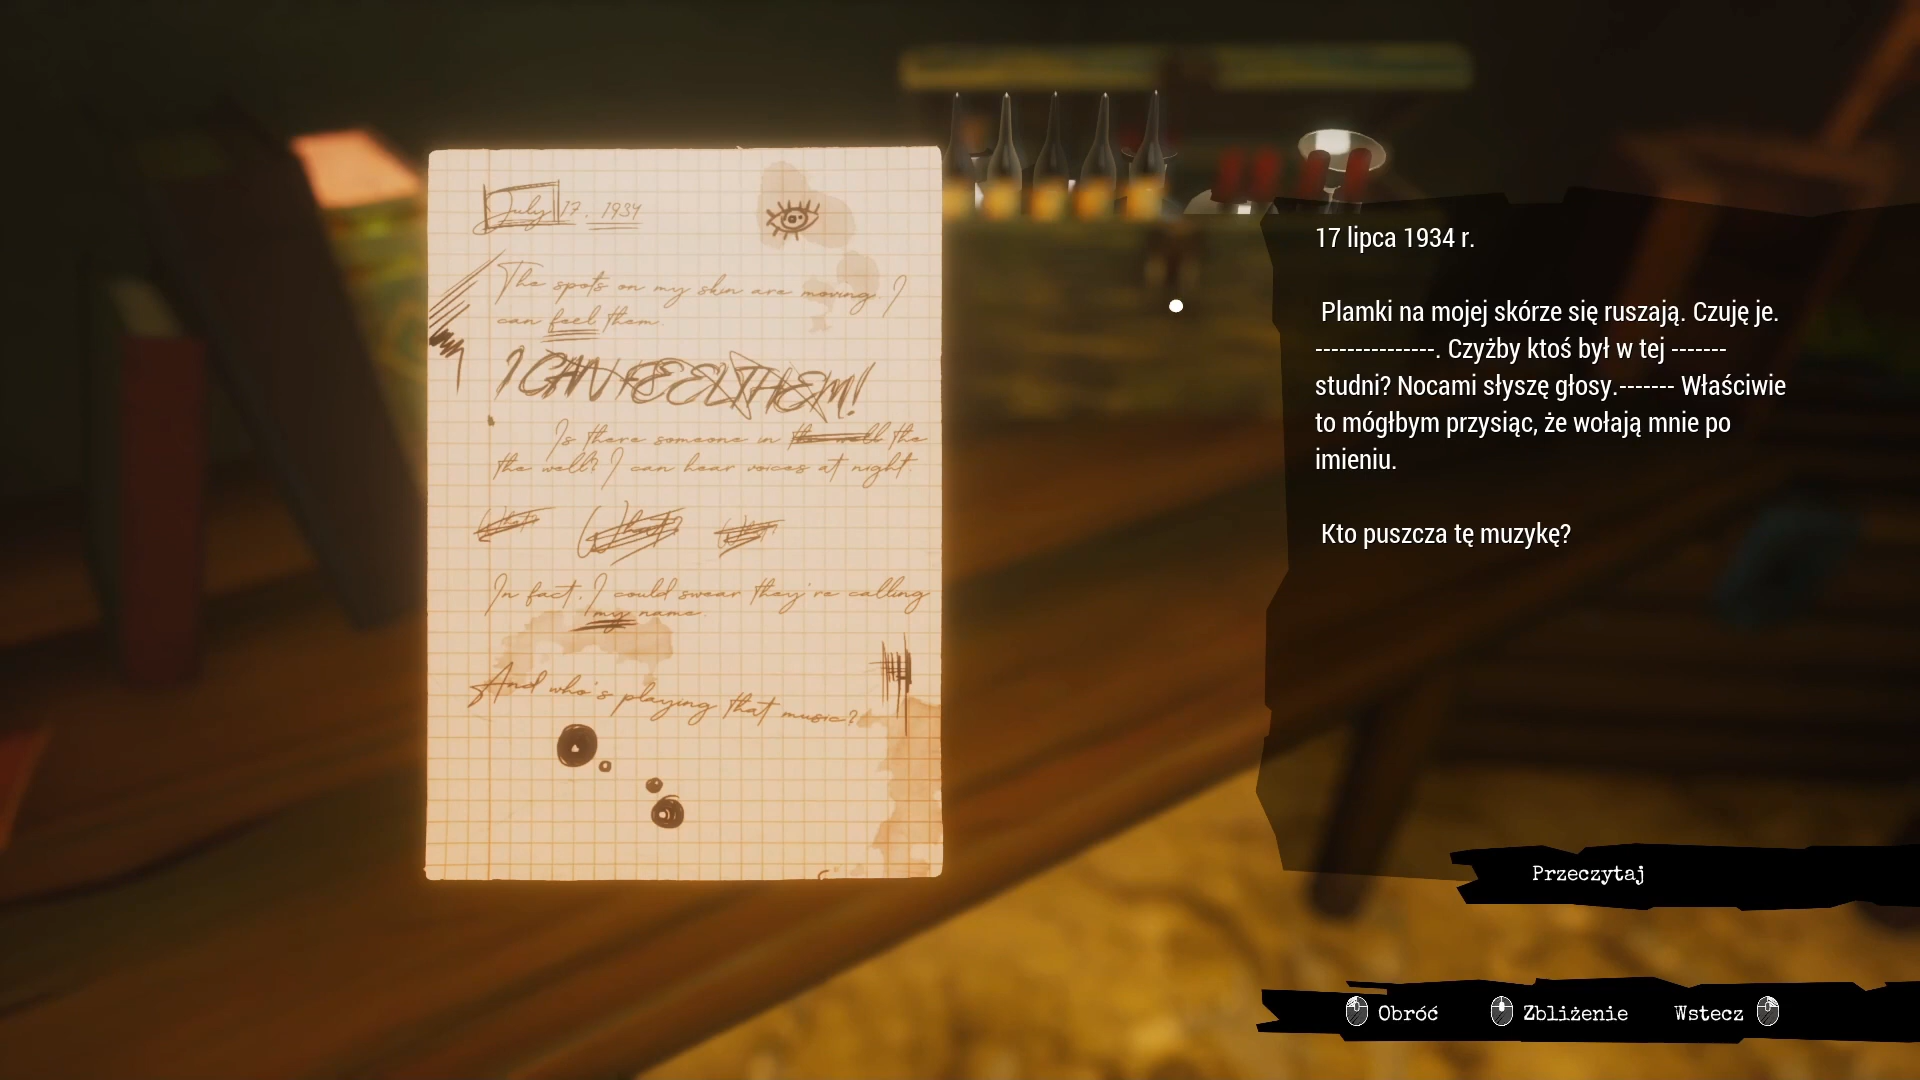 July 17. 1934
The spots on my skin are moving. I
can feel them.
I CAN FEEL THEM!
Is there someone in the well the
the well? I can hear voices at night.
What? What? What?
In fact, I could swear they're calling
my name.
And who's playing that music?
17 lipca 1934 r.
Plamki na mojej skórze się ruszają. Czuję je.
---------------. Czyżby ktoś był w tej -------
studni? Nocami słyszę głosy.------- Właściwie
to mógłbym przysiąc, że wołają mnie po
imieniu.
Kto puszcza tę muzykę?
Przeczytaj
Obróć Zbliżenie Wstecz